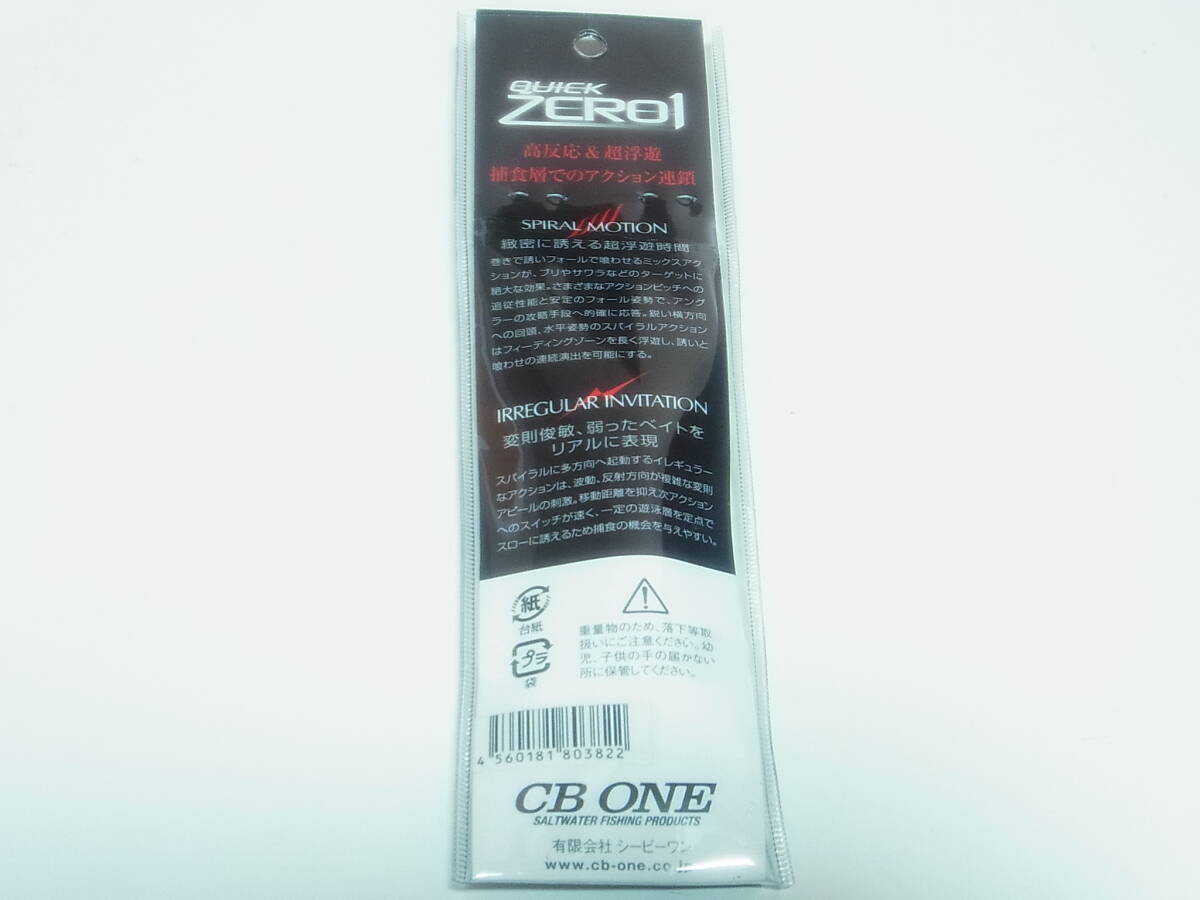 QUICK
ZERO1
高反応&超浮遊
捕食層でのアクション連鎖
SPIRAL MOTION
緻密に誘える超浮遊時間
巻きで誘いフォールで喰わせるミックスアク
ションが、ブリやサワラなどのターゲットに
絶大な効果。さまざまなアクションピッチへの
追従性能と安定のフォール姿勢で、アング
ラーの攻略手段へ的確に応答。鋭い横方向
への回頭、水平姿勢のスパイラルアクション
はフィーディングゾーンを長く浮遊し、誘いと
喰わせの連続演出を可能にする。
IRREGULAR INVITATION
変則俊敏、弱ったベイトを
リアルに表現
スパイラルに多方向へ起動するイレギュラー
なアクションは、波動、反射方向が複雑な変則
アピールの刺激。移動距離を抑え次アクション
へのスイッチが速く、一定の遊泳層を定点で
スローに誘えるため捕食の機会を与えやすい。
紙
台紙
プラ
袋
重量物のため、落下等取
扱いにご注意ください。幼
児、子供の手の届かない
所に保管してください。
4 560181 803822
CB ONE
SALTWATER FISHING PRODUCTS
有限会社 シービーワン
www.cb-one.co.jp